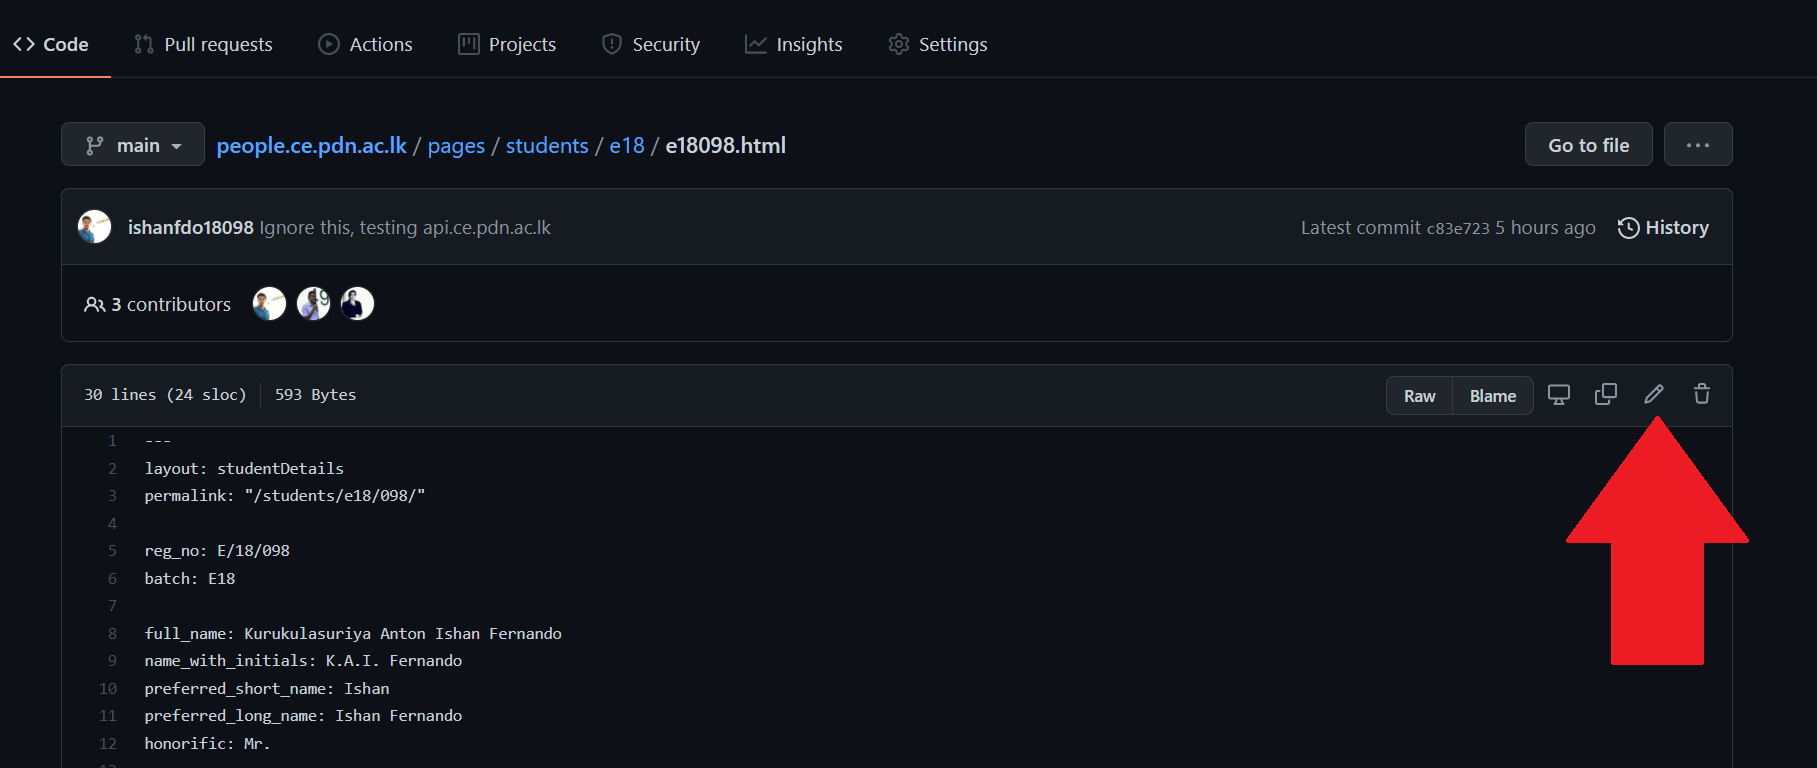 Code Pull requests Actions Projects Security Insights Settings
main people.ce.pdn.ac.lk / pages / students / e18 / e18098.html Go to file ...
ishanfdo18098 Ignore this, testing api.ce.pdn.ac.lk Latest commit c83e723 5 hours ago History
3 contributors
30 lines (24 sloc) 593 Bytes Raw Blame
1 ---
2 layout: studentDetails
3 permalink: "/students/e18/098/"
4
5 reg_no: E/18/098
6 batch: E18
7
8 full_name: Kurukulasuriya Anton Ishan Fernando
9 name_with_initials: K.A.I. Fernando
10 preferred_short_name: Ishan
11 preferred_long_name: Ishan Fernando
12 honorific: Mr.